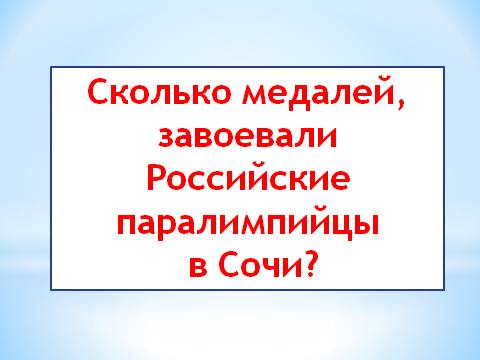 Сколько медалей,
завоевали
Российские
паралимпийцы
в Сочи?